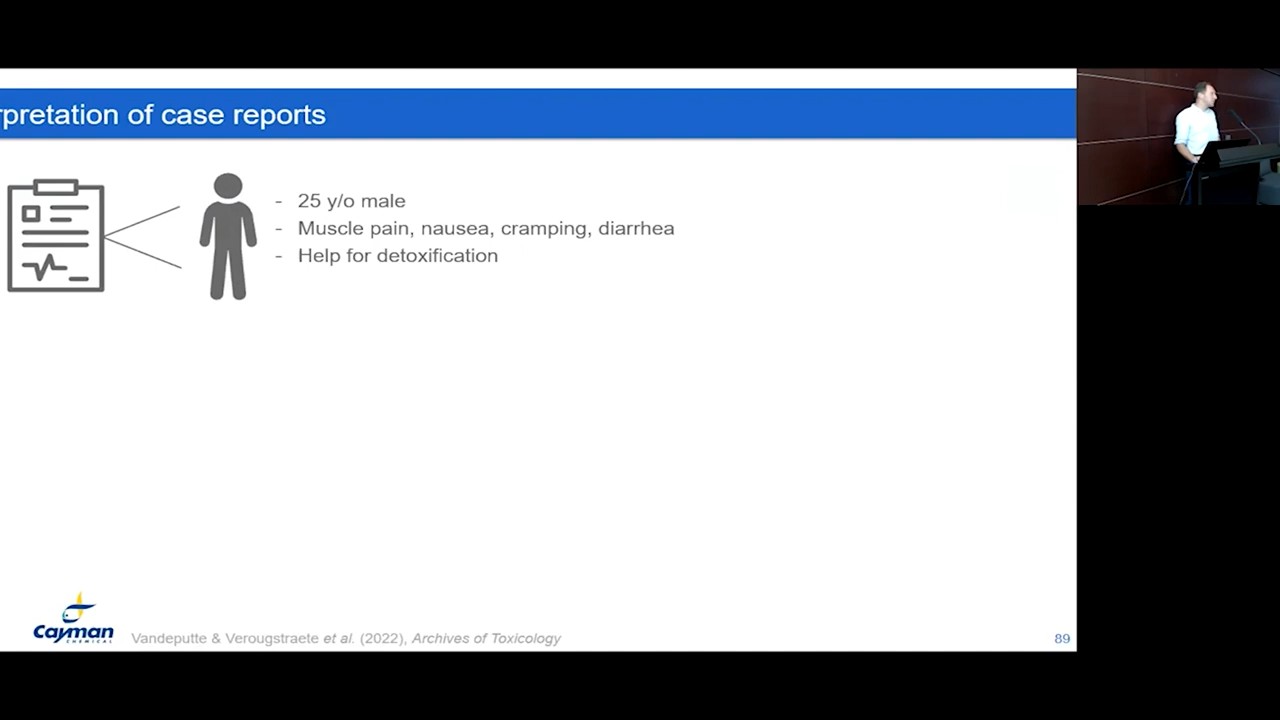 rpretation of case reports
- 25 y/o male
- Muscle pain, nausea, cramping, diarrhea
- Help for detoxification
Cayman
CHEMICAL
Vandeputte & Verougstraete et al. (2022), Archives of Toxicology
89